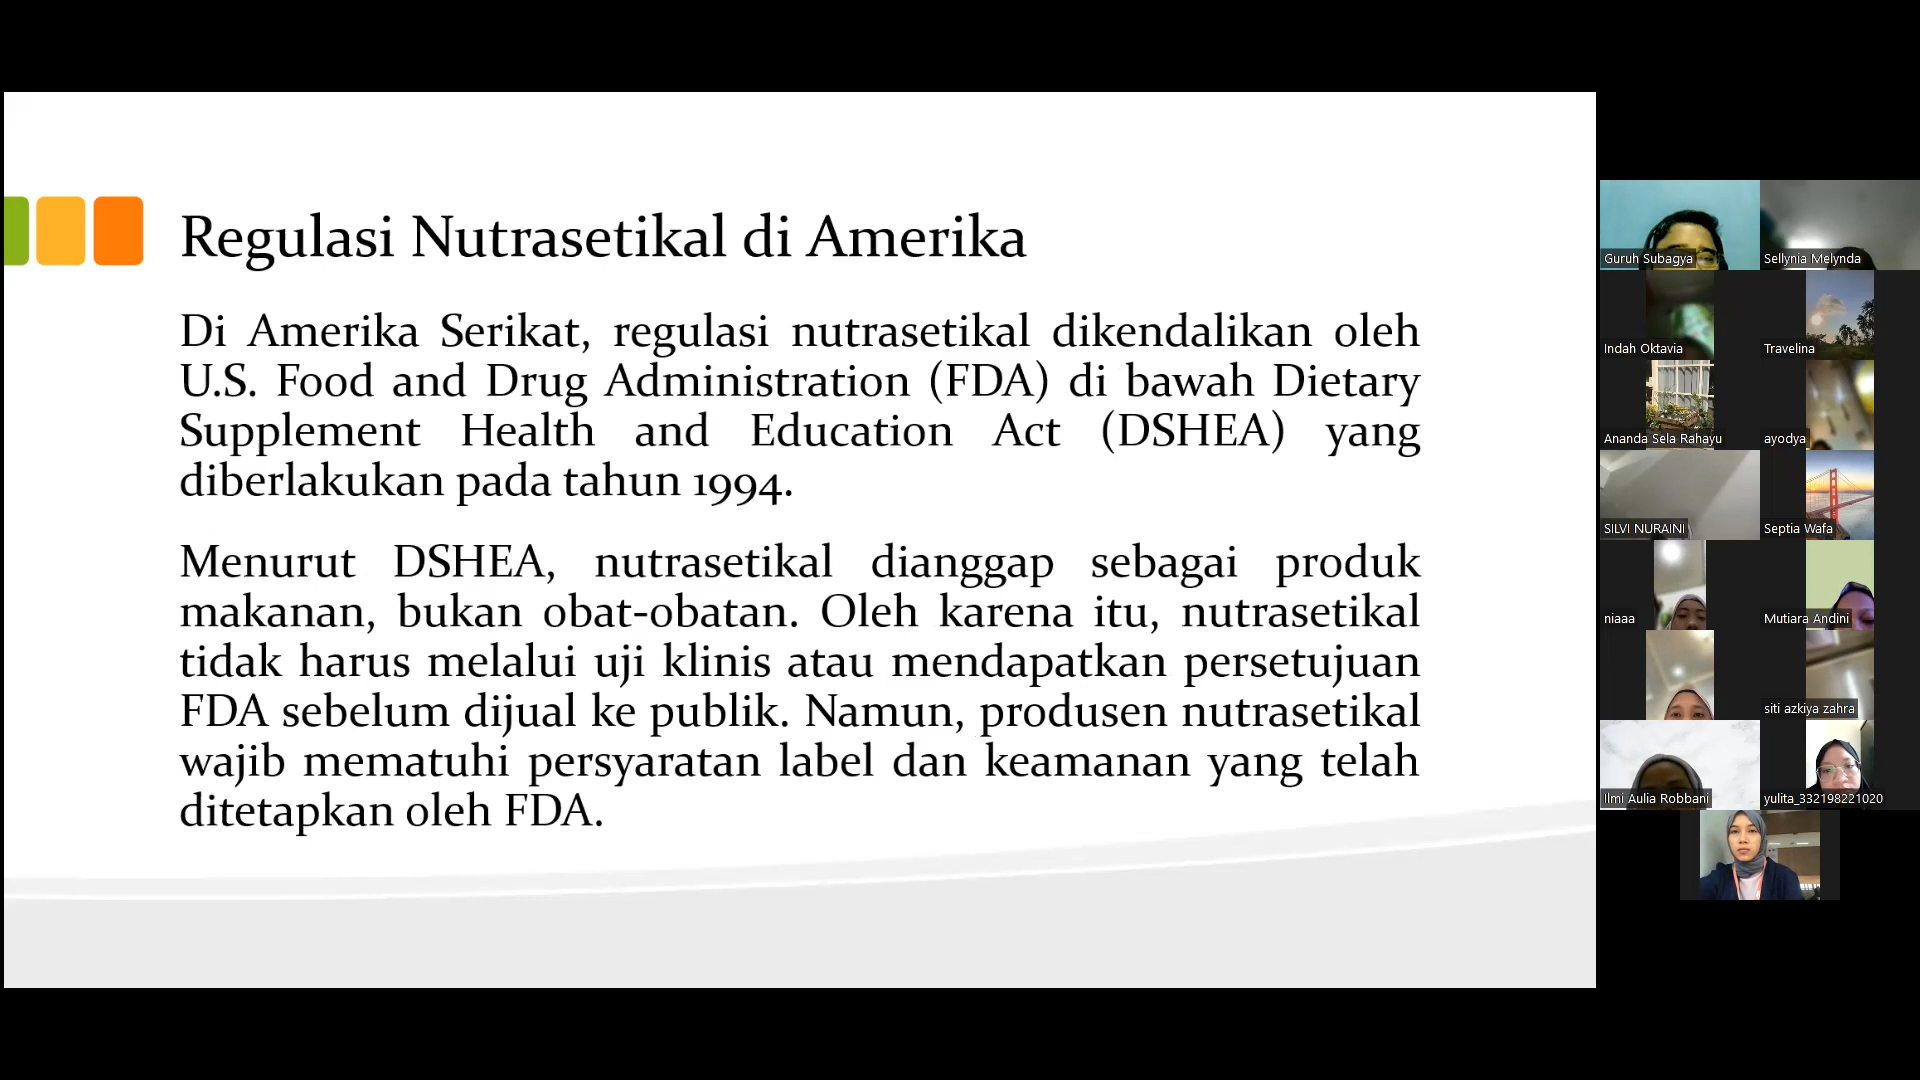 Regulasi Nutrasetikal di Amerika
Di Amerika Serikat, regulasi nutrasetikal dikendalikan oleh
U.S. Food and Drug Administration (FDA) di bawah Dietary
Supplement Health and Education Act (DSHEA) yang
diberlakukan pada tahun 1994.
Menurut DSHEA, nutrasetikal dianggap sebagai produk
makanan, bukan obat-obatan. Oleh karena itu, nutrasetikal
tidak harus melalui uji klinis atau mendapatkan persetujuan
FDA sebelum dijual ke publik. Namun, produsen nutrasetikal
wajib mematuhi persyaratan label dan keamanan yang telah
ditetapkan oleh FDA.
Guruh Subagya
Sellynia Melynda
Indah Oktavia
Travelina
Ananda Sela Rahayu
ayodya
SILVI NURAINI
Septia Wafa
niaaa
Mutiara Andini
siti azkiya zahra
Ilmi Aulia Robbani
yulita_332198221020